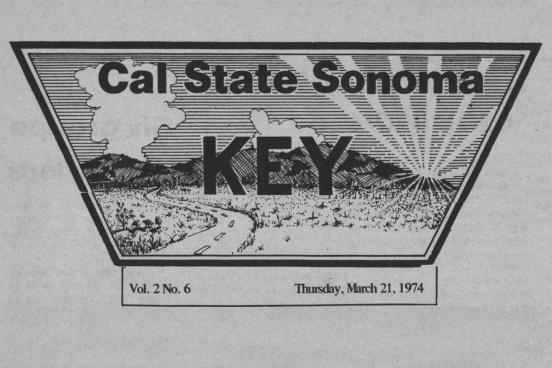 Cal State Sonoma
KEY
Vol. 2 No. 6 Thursday, March 21, 1974